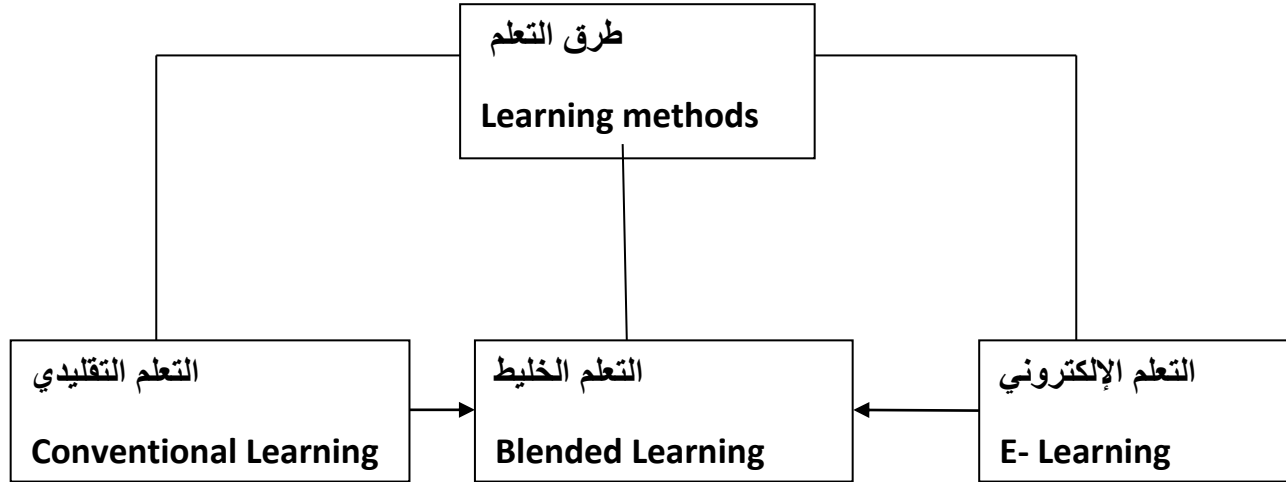 طرق التعلم
Learning methods
التعلم التقليدي
Conventional Learning
التعلم الخليط
Blended Learning
التعلم الإلكتروني
E- Learning